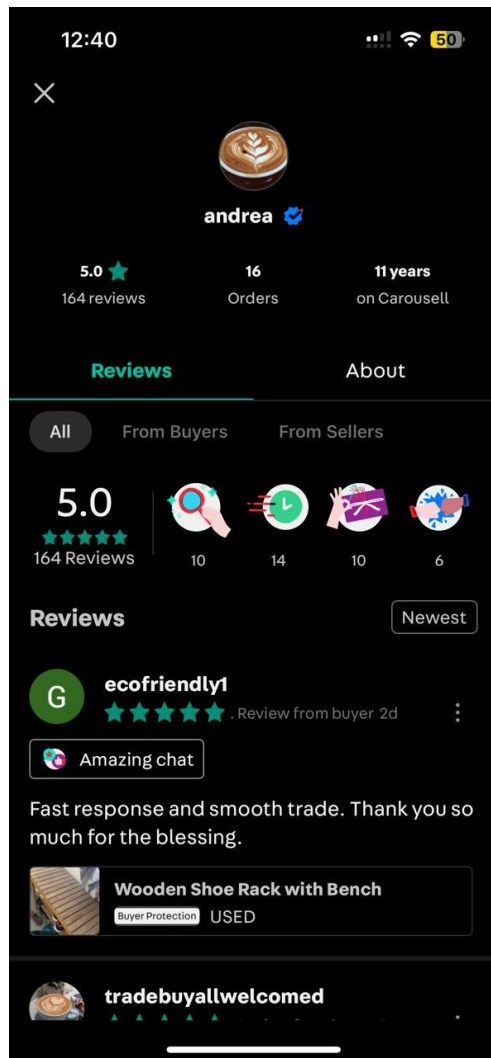 12:40
50
andrea
5.0
16
11 years
164 reviews
Orders
on Carousell
Reviews
About
All
From Buyers
From Sellers
5.0
164 Reviews
10
14
10
6
Reviews
Newest
G
ecofriendly1
. Review from buyer 2d
Amazing chat
Fast response and smooth trade. Thank you so
much for the blessing.
Wooden Shoe Rack with Bench
Buyer Protection USED
tradebuyallwelcomed